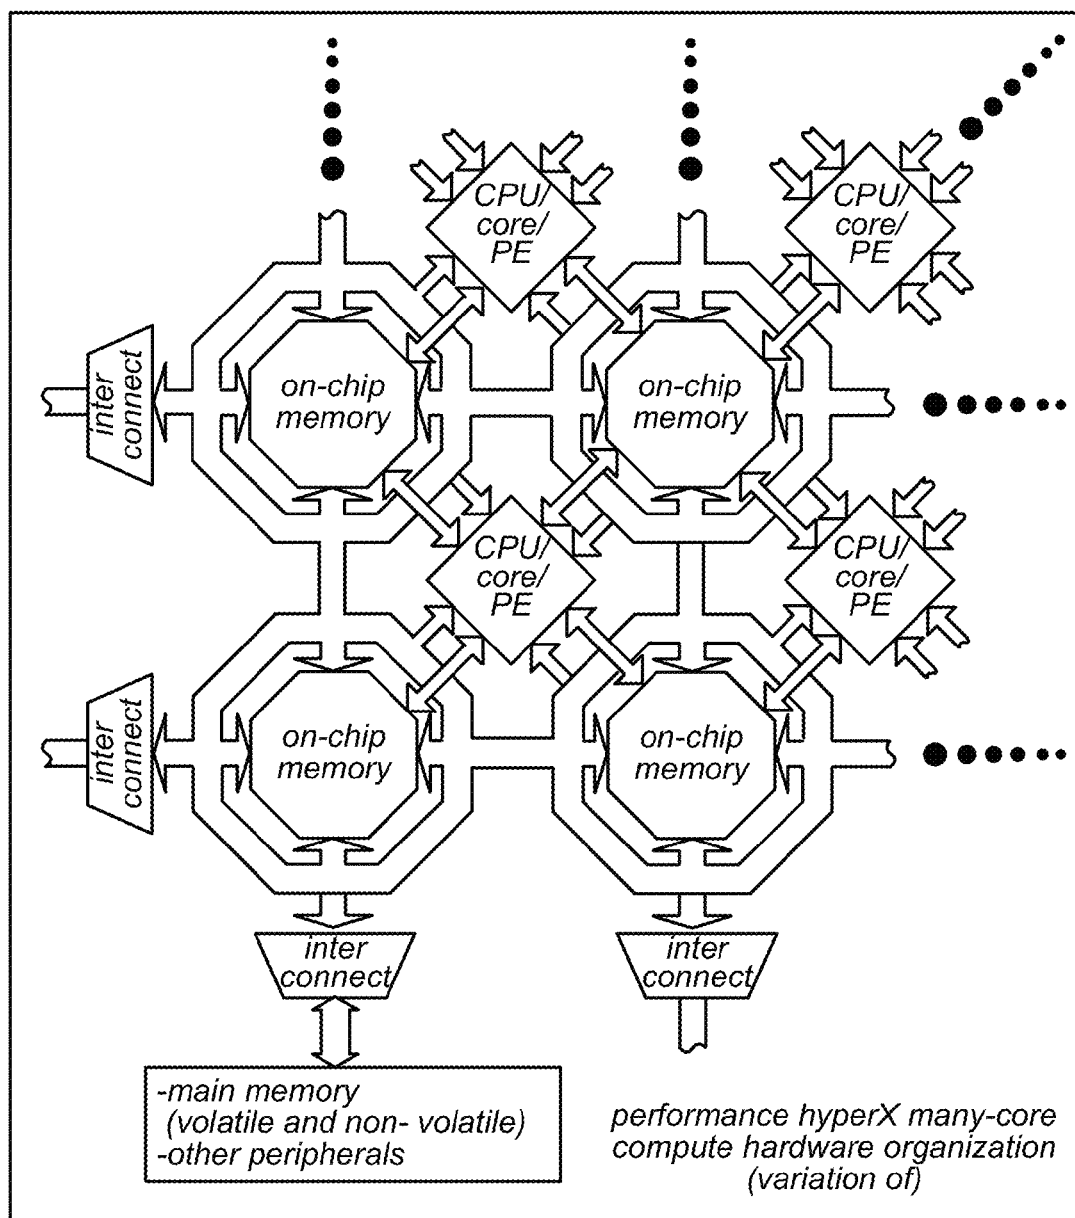 CPU/
core/
PE
CPU/
core/
PE
inter
connect
on-chip
memory
on-chip
memory
CPU/
core/
PE
CPU/
core/
PE
inter
connect
on-chip
memory
on-chip
memory
inter
connect
inter
connect
-main memory
(volatile and non- volatile)
-other peripherals
performance hyperX many-core
compute hardware organization
(variation of)